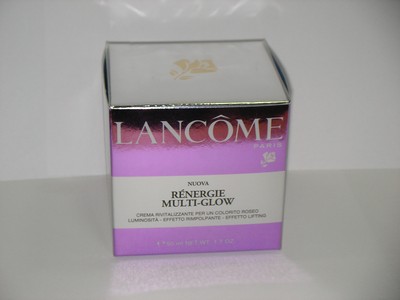 LANCÔME
PARIS
NUOVA
RÉNERGIE
MULTI-GLOW
CREMA RIVITALIZZANTE PER UN COLORITO ROSEO
LUMINOSITÀ - EFFETTO RIMPOLPANTE - EFFETTO LIFTING